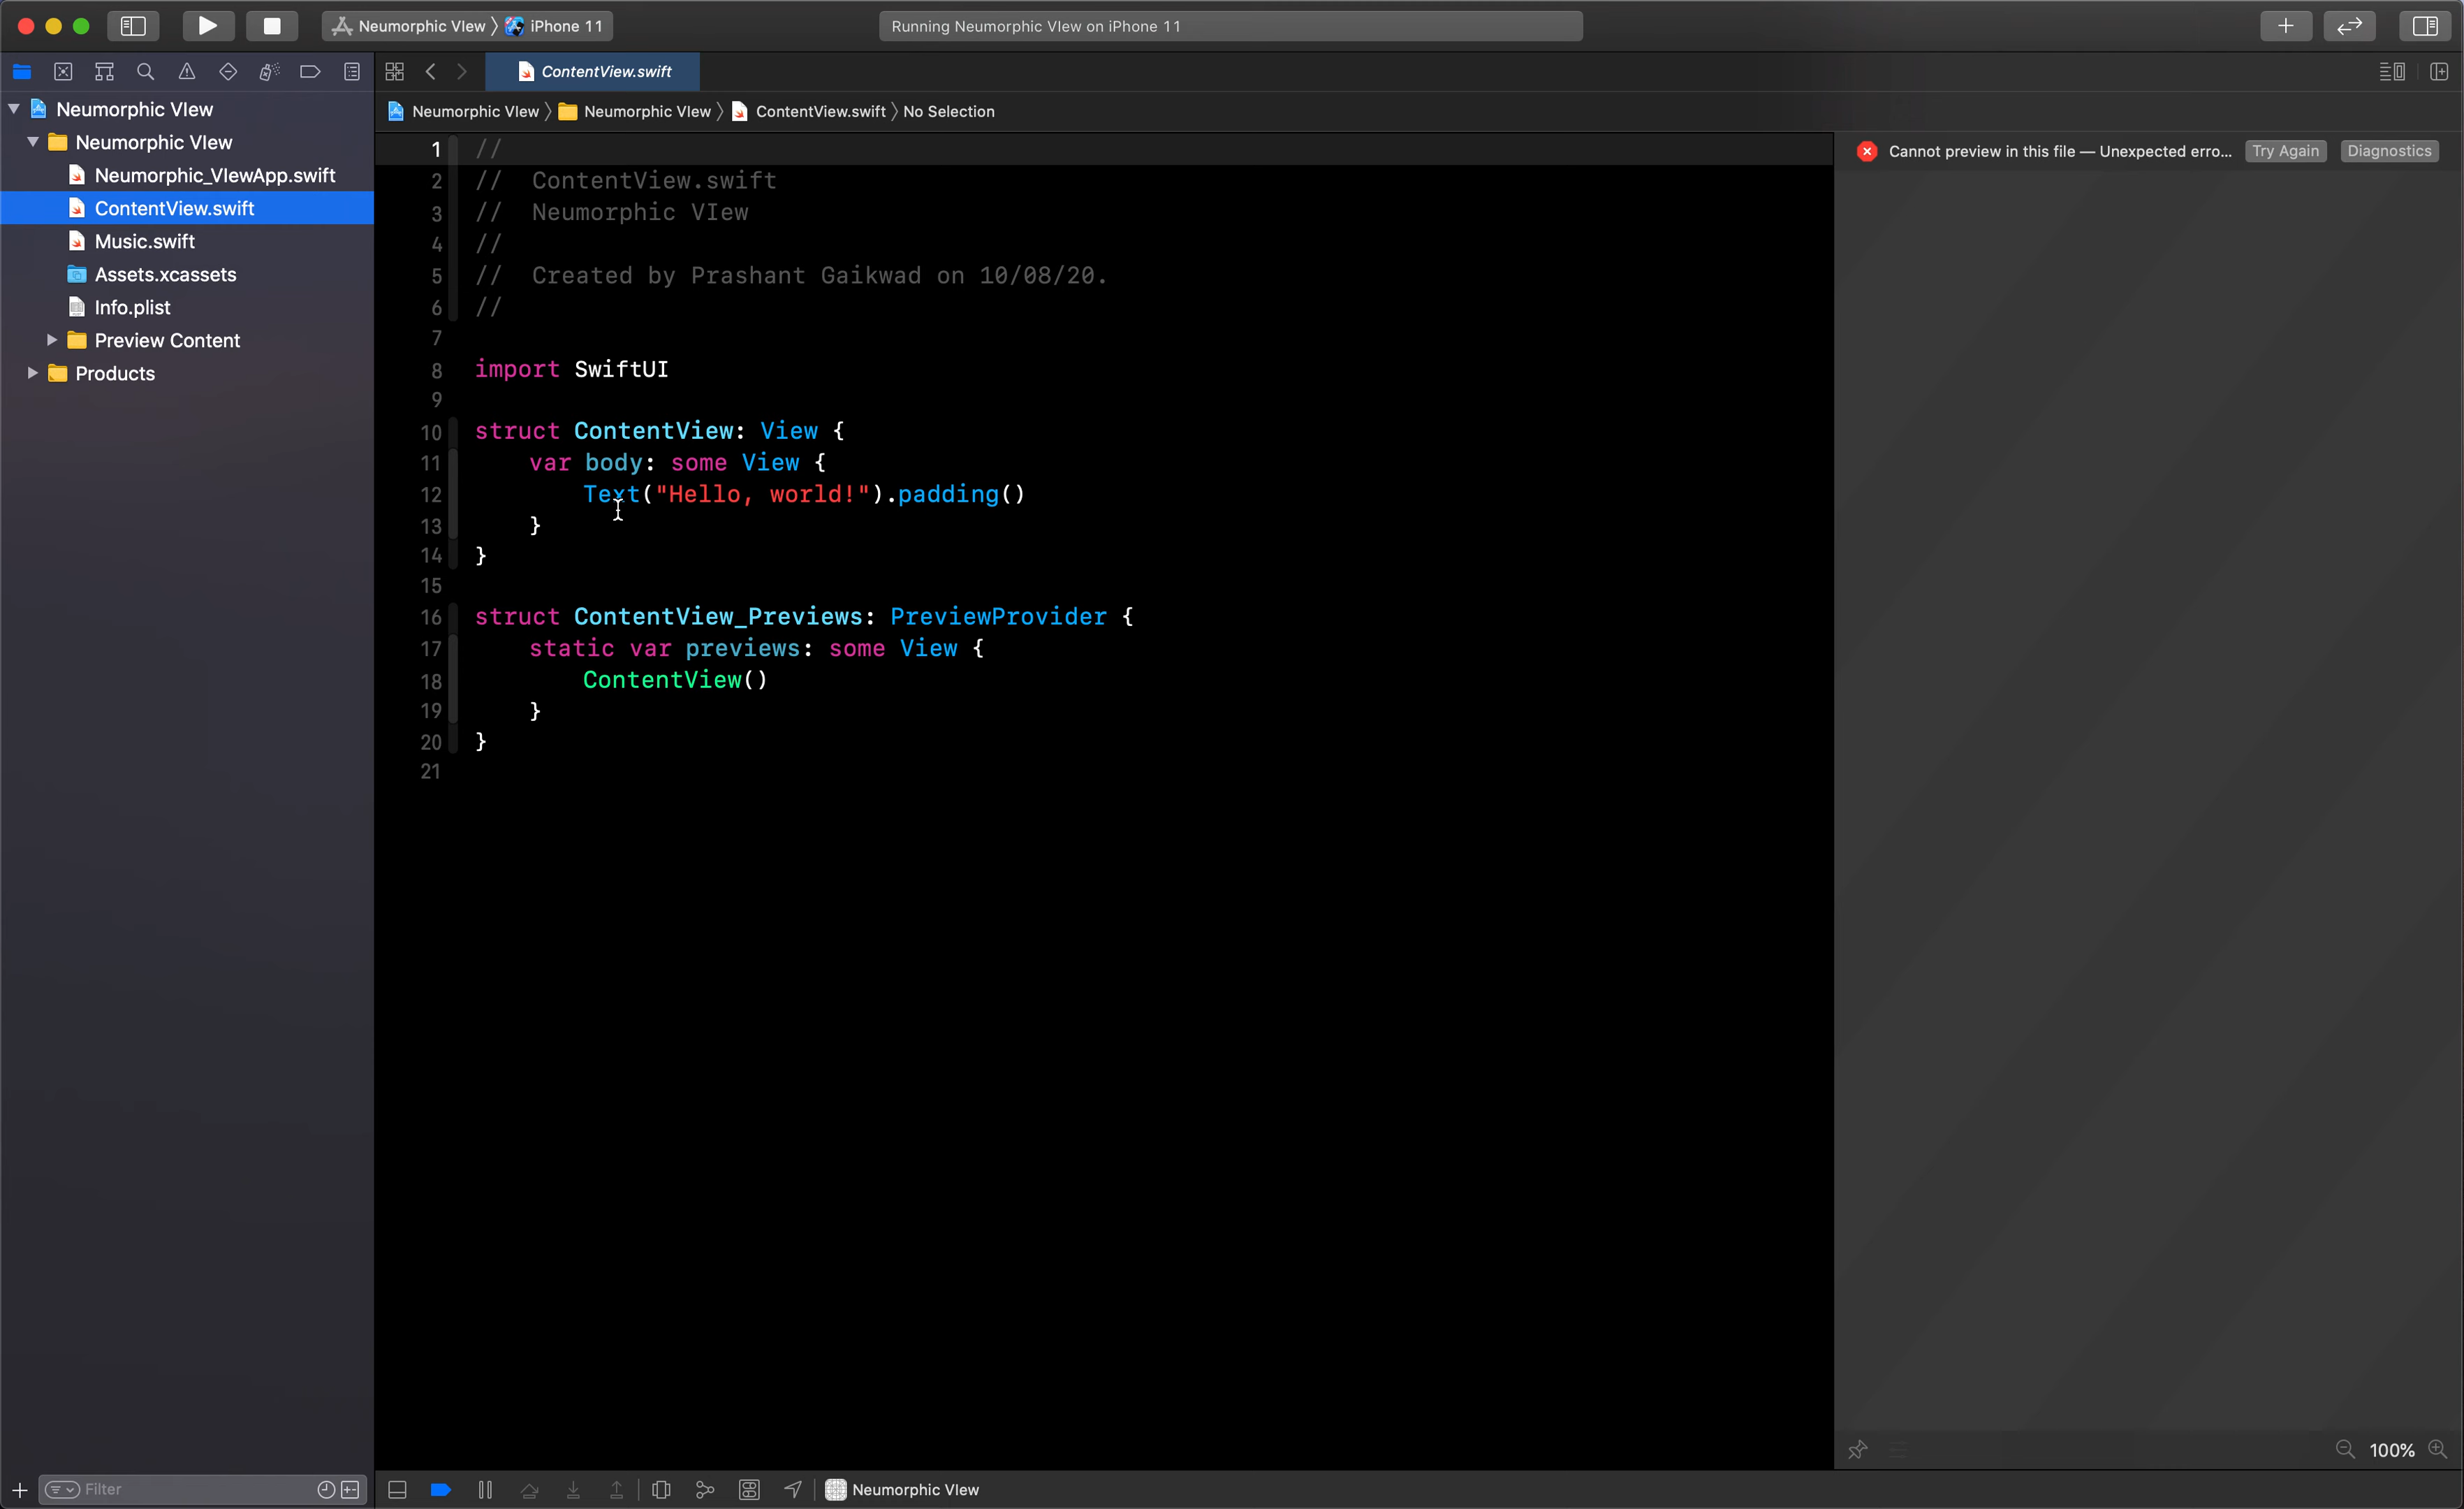 Neumorphic VIew 〉 iPhone 11
Running Neumorphic VIew on iPhone 11
ContentView.swift
Neumorphic VIew
Neumorphic VIew
Neumorphic_VIewApp.swift
ContentView.swift
Music.swift
Assets.xcassets
Info.plist
Preview Content
Products
Filter
Neumorphic VIew 〉 Neumorphic VIew 〉 ContentView.swift 〉 No Selection
1 //
2 //  ContentView.swift
3 //  Neumorphic VIew
4 //
5 //  Created by Prashant Gaikwad on 10/08/20.
6 //
7
8 import SwiftUI
9
10 struct ContentView: View {
11     var body: some View {
12         Text("Hello, world!").padding()
13     }
14 }
15
16 struct ContentView_Previews: PreviewProvider {
17     static var previews: some View {
18         ContentView()
19     }
20 }
21
Cannot preview in this file — Unexpected erro... Try Again Diagnostics
100%
Neumorphic VIew